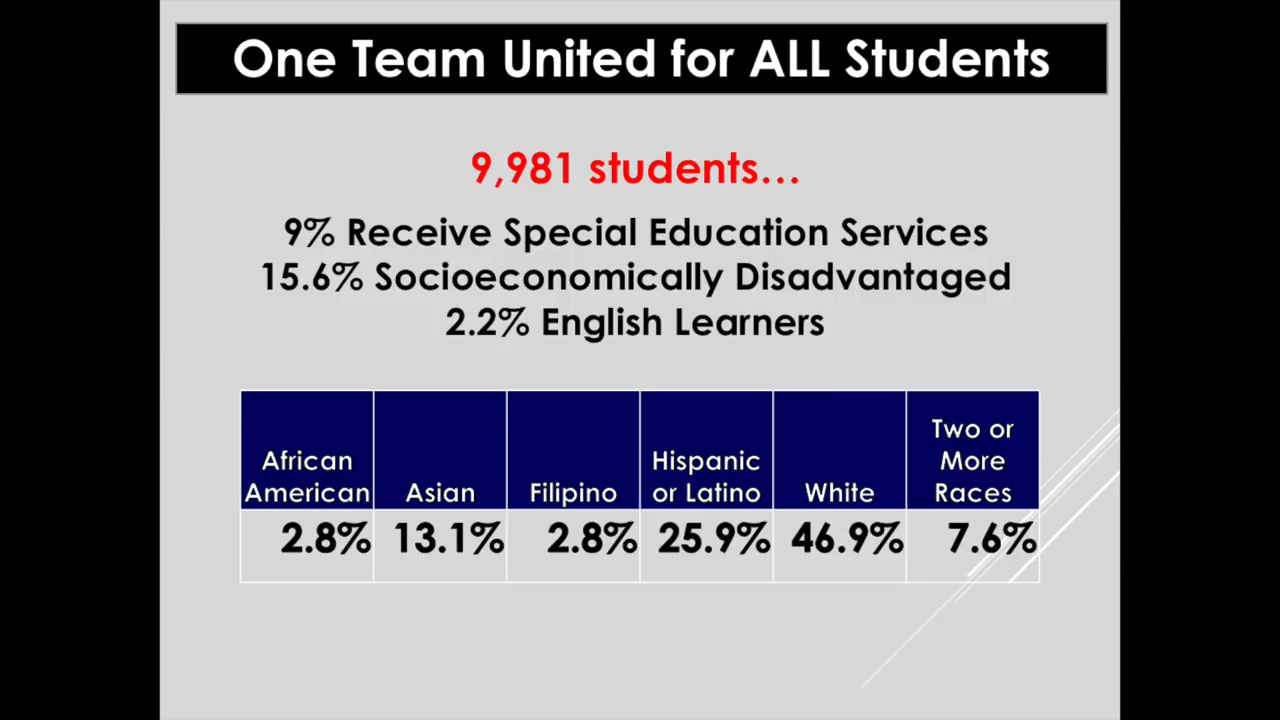 One Team United for ALL Students
9,981 students…
9% Receive Special Education Services
15.6% Socioeconomically Disadvantaged
2.2% English Learners
African American
Asian
Filipino
Hispanic or Latino
White
Two or More Races
2.8% 13.1% 2.8% 25.9% 46.9% 7.6%